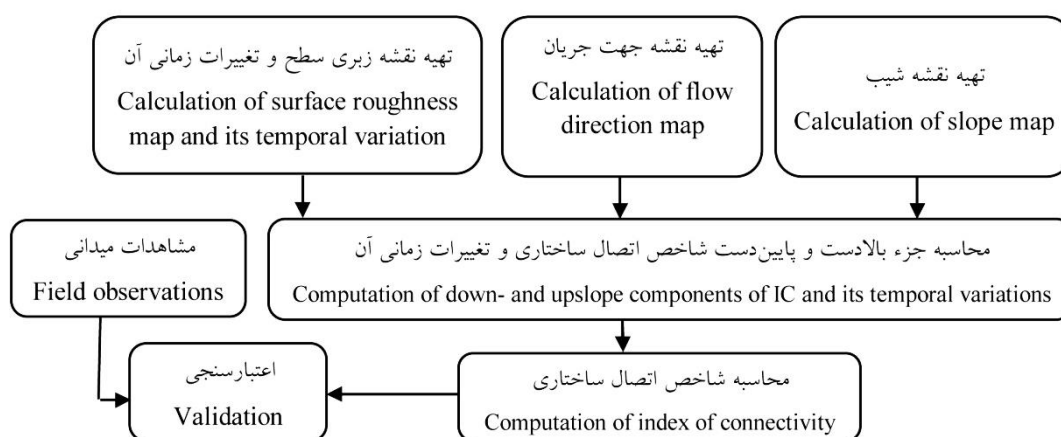 تهیه نقشه زبری سطح و تغییرات زمانی آن
Calculation of surface roughness
map and its temporal variation
تهیه نقشه جهت جریان
Calculation of flow
direction map
تهیه نقشه شیب
Calculation of slope map
مشاهدات میدانی
Field observations
محاسبه جزء بالادست و پایین‌دست شاخص اتصال ساختاری و تغییرات زمانی آن
Computation of down- and upslope components of IC and its temporal variations
اعتبارسنجی
Validation
محاسبه شاخص اتصال ساختاری
Computation of index of connectivity